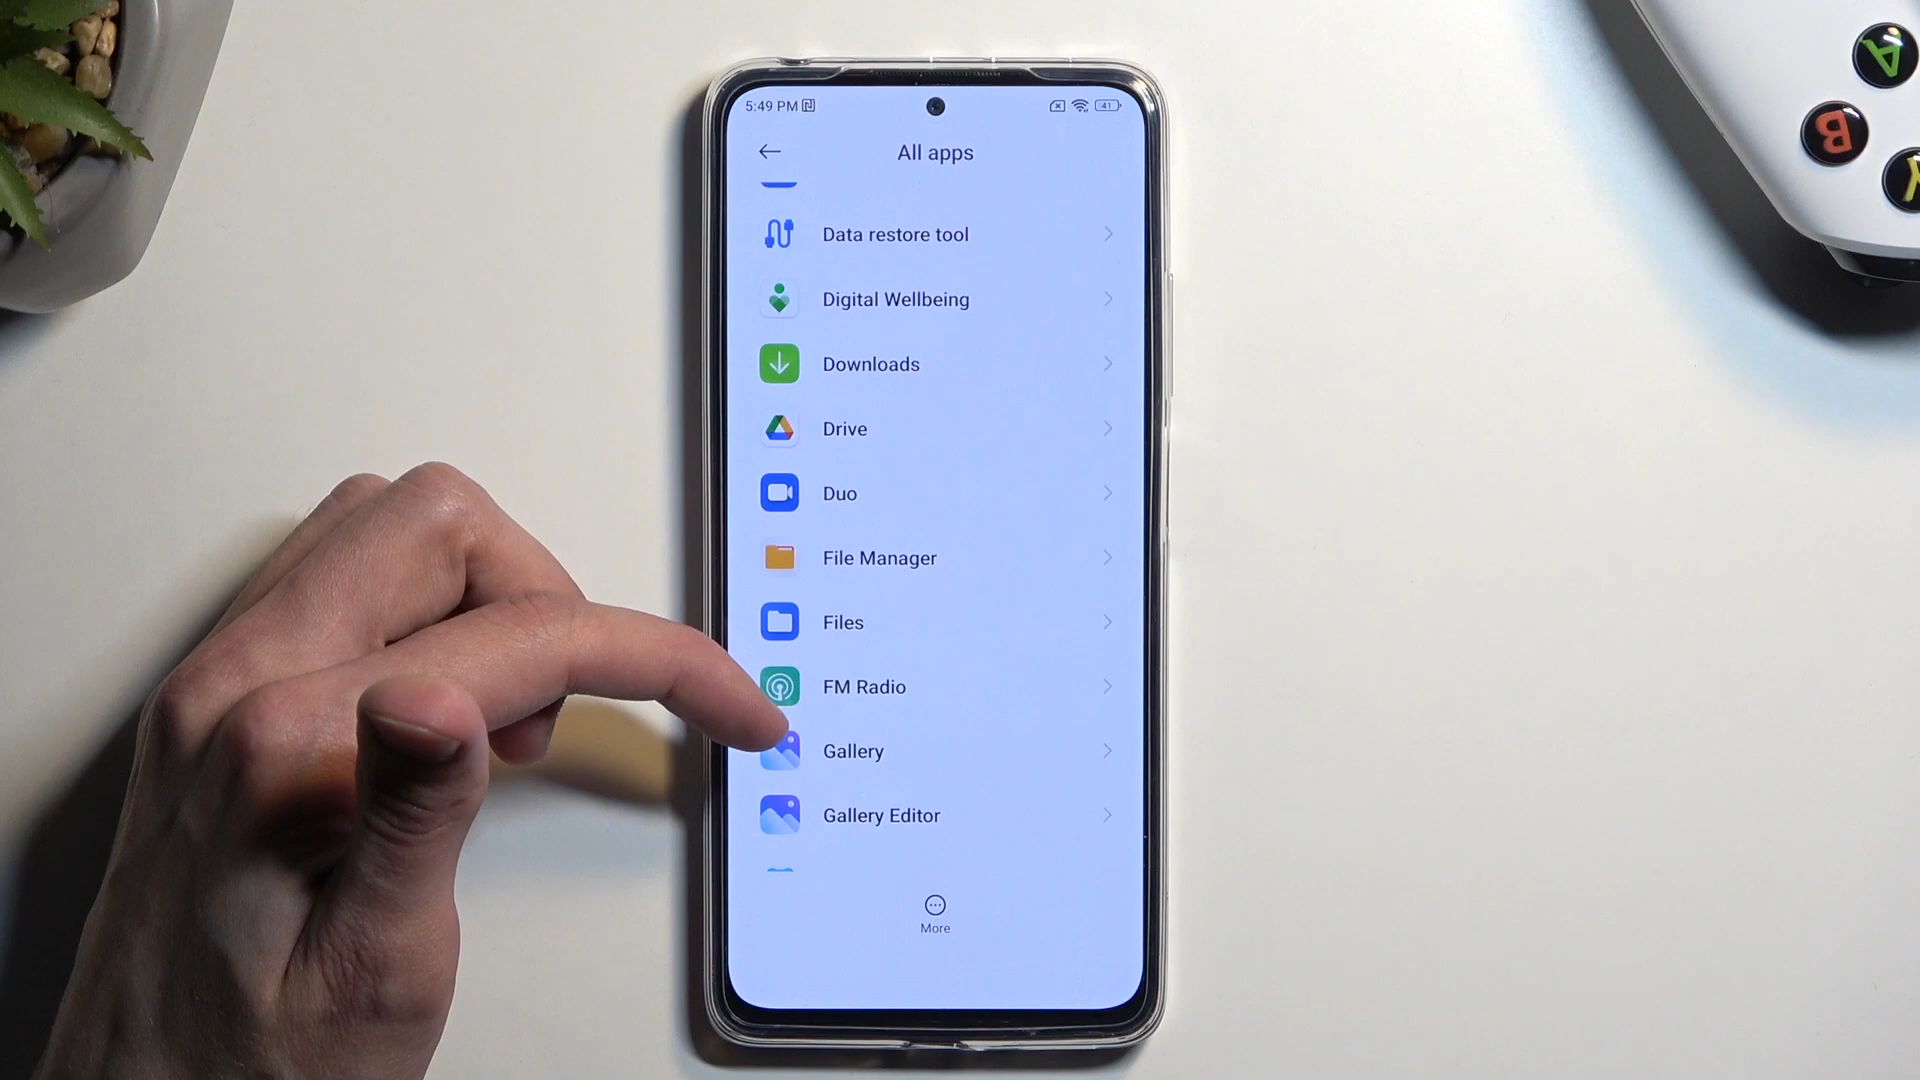 5:49 PM
41
All apps
Data restore tool
Digital Wellbeing
Downloads
Drive
Duo
File Manager
Files
FM Radio
Gallery
Gallery Editor
More
A
B
Y